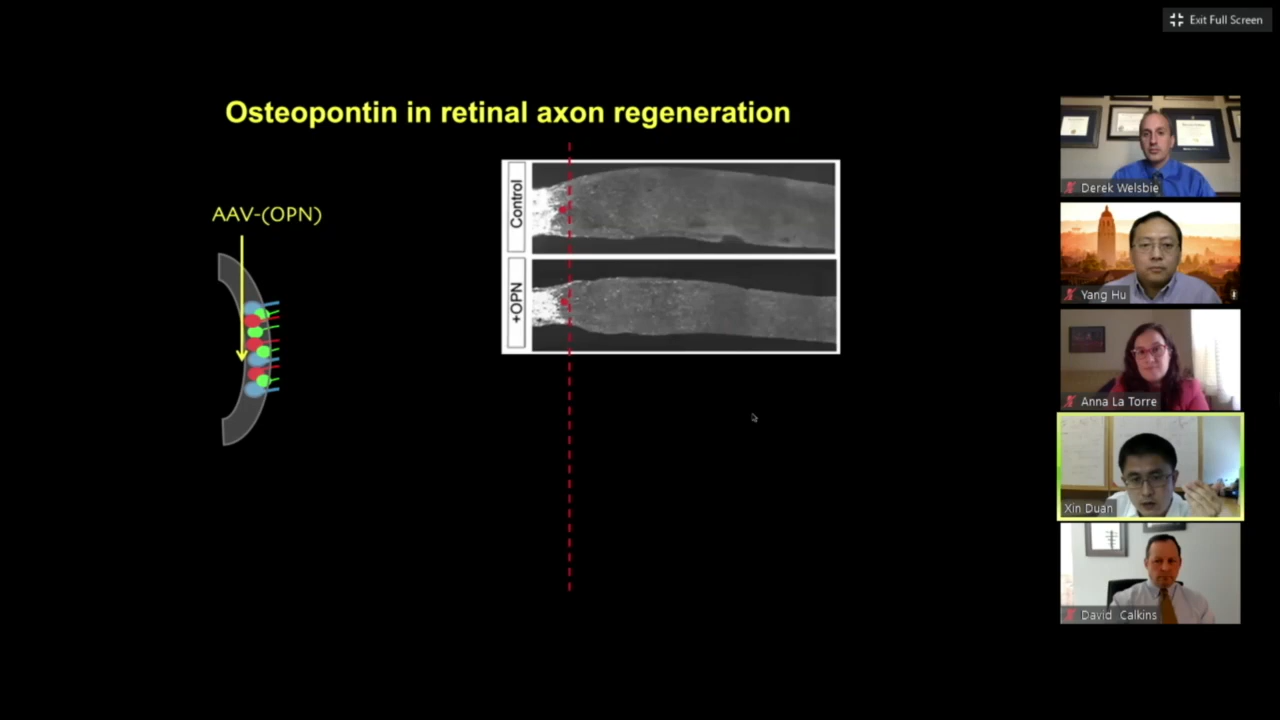 Exit Full Screen
Osteopontin in retinal axon regeneration
AAV-(OPN)
Control
+OPN
Derek Welsbie
Yang Hu
Anna La Torre
Xin Duan
David Calkins